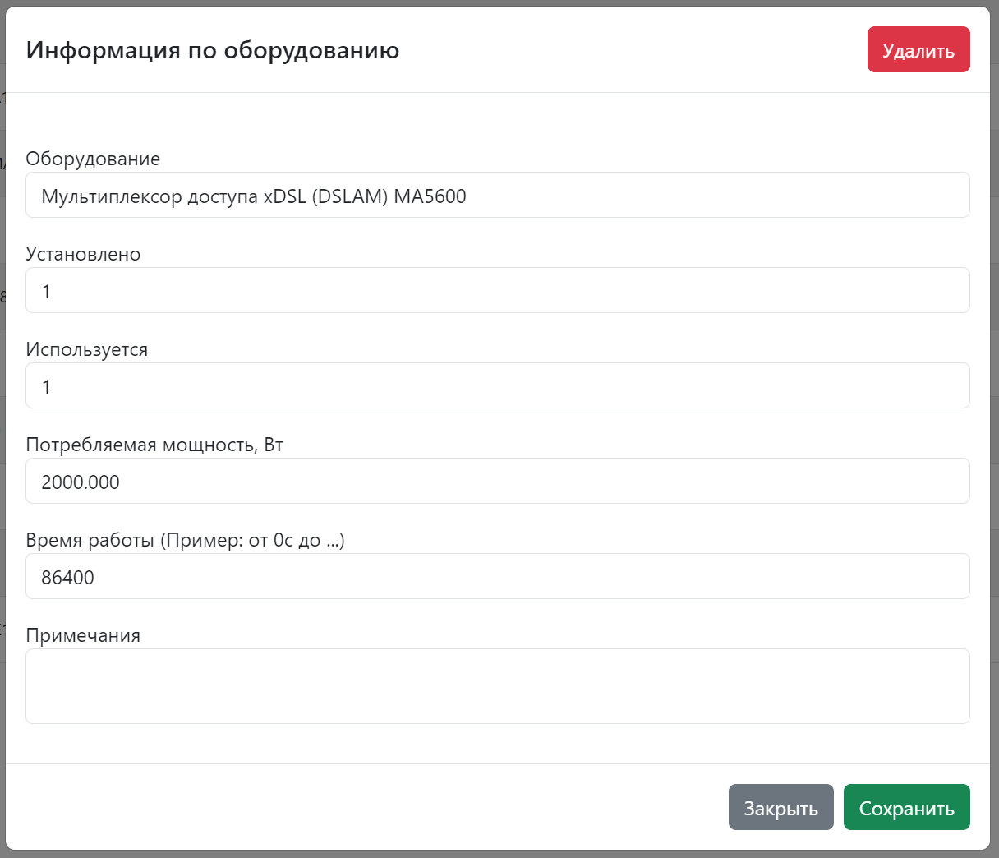 Информация по оборудованию
Удалить
Оборудование
Мультиплексор доступа xDSL (DSLAM) MA5600
Установлено
1
Используется
1
Потребляемая мощность, Вт
2000.000
Время работы (Пример: от 0с до ...)
86400
Примечания
Закрыть
Сохранить